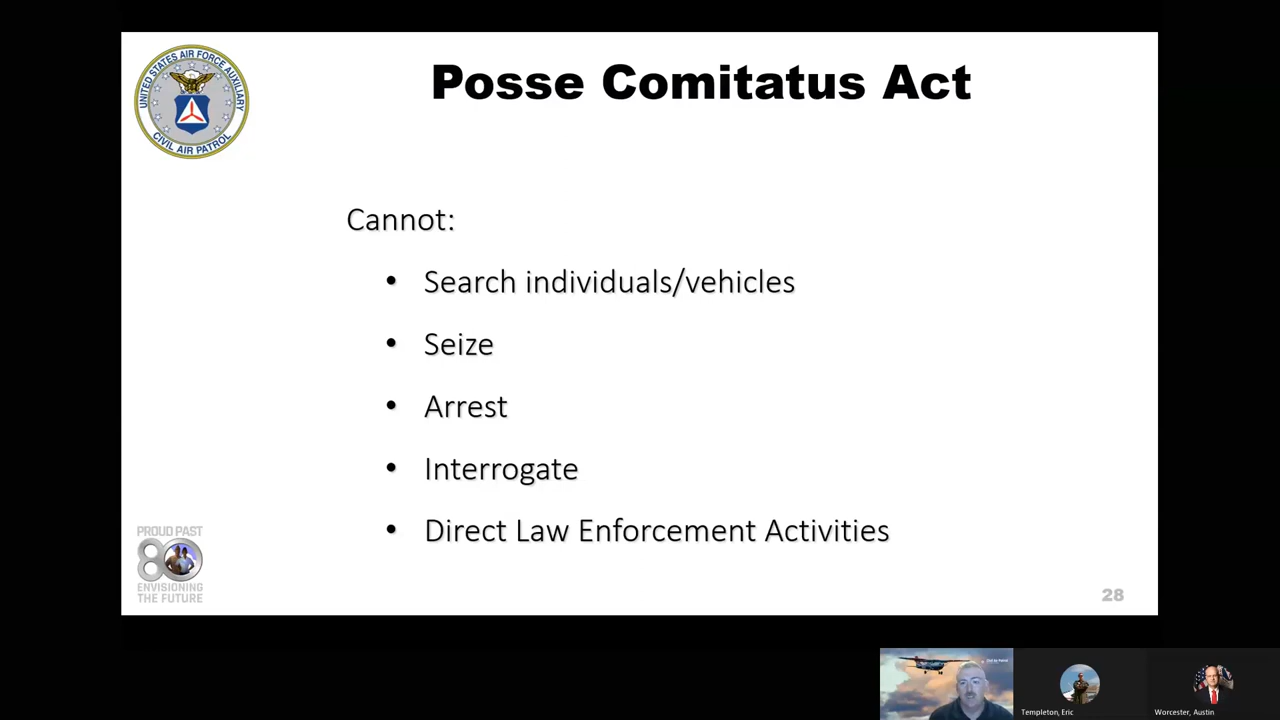 UNITED STATES AIR FORCE AUXILIARY
CIVIL AIR PATROL
Posse Comitatus Act
Cannot:
• Search individuals/vehicles
• Seize
• Arrest
• Interrogate
• Direct Law Enforcement Activities
PROUD PAST
80
ENVISIONING
THE FUTURE
28
Templeton, Eric
Worcester, Austin